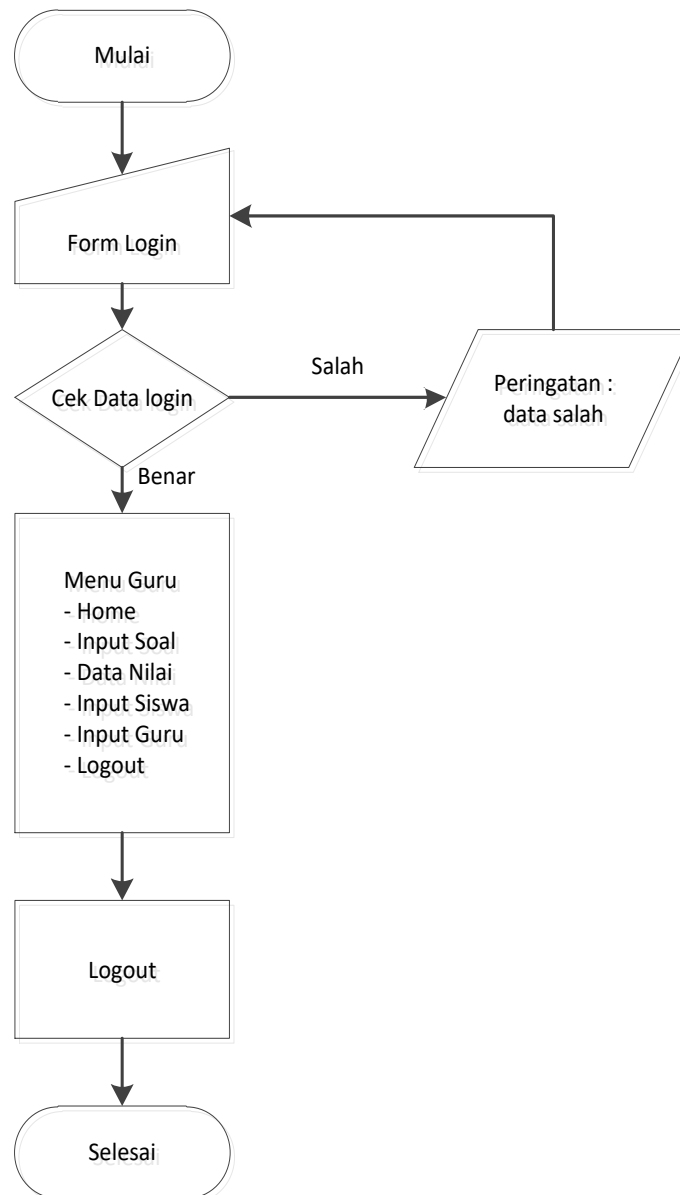 Mulai
Form Login
Cek Data login
Salah
Peringatan :
data salah
Benar
Menu Guru
- Home
- Input Soal
- Data Nilai
- Input Siswa
- Input Guru
- Logout
Logout
Selesai